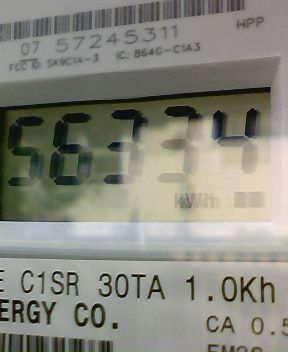 HPP
07 57245311
FCC ID: SK9C1A-3 IC: 864G-C1A3
56334
kWh
E C1SR 30TA 1.0Kh
ERGY CO.
CA 0.5